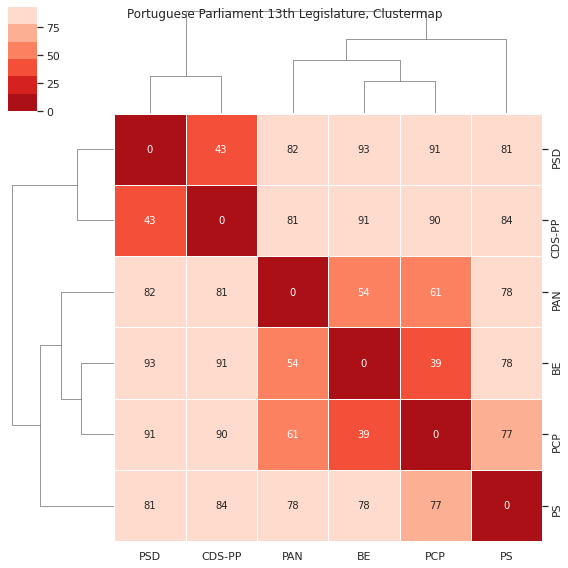 Portuguese Parliament 13th Legislature, Clustermap
75
50
25
0
0 43 82 93 91 81 PSD
43 0 81 91 90 84 CDS-PP
82 81 0 54 61 78 PAN
93 91 54 0 39 78 BE
91 90 61 39 0 77 PCP
81 84 78 78 77 0 PS
PSD CDS-PP PAN BE PCP PS